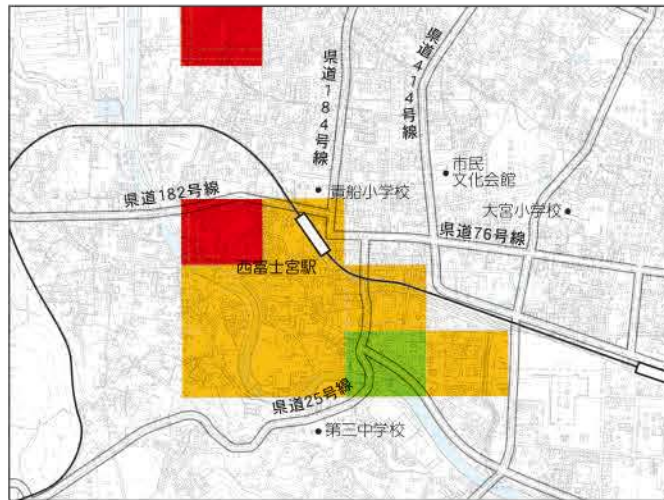 県道184号線
県道414号線
市民
文化会館
貴船小学校
県道182号線
大宮小学校
県道76号線
西富士宮駅
県道25号線
第三中学校